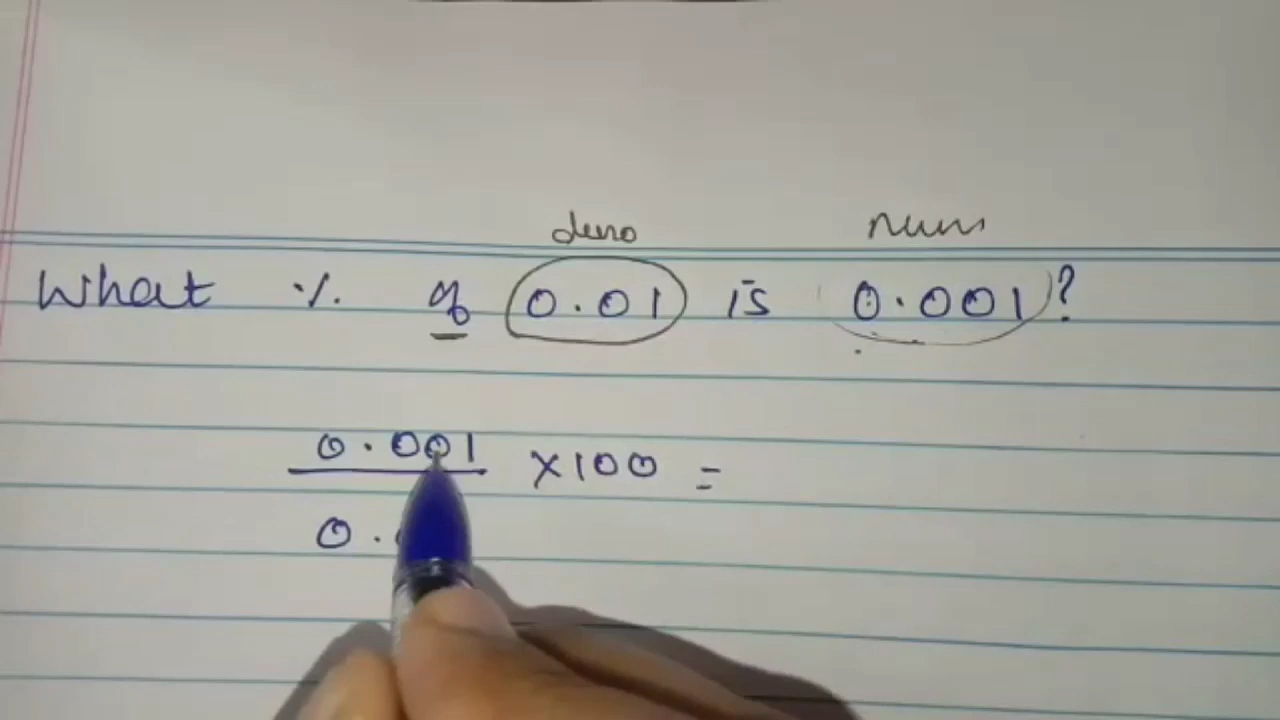 deno num
What % of 0.01 is 0.001?
0.001 ×100 =
0.